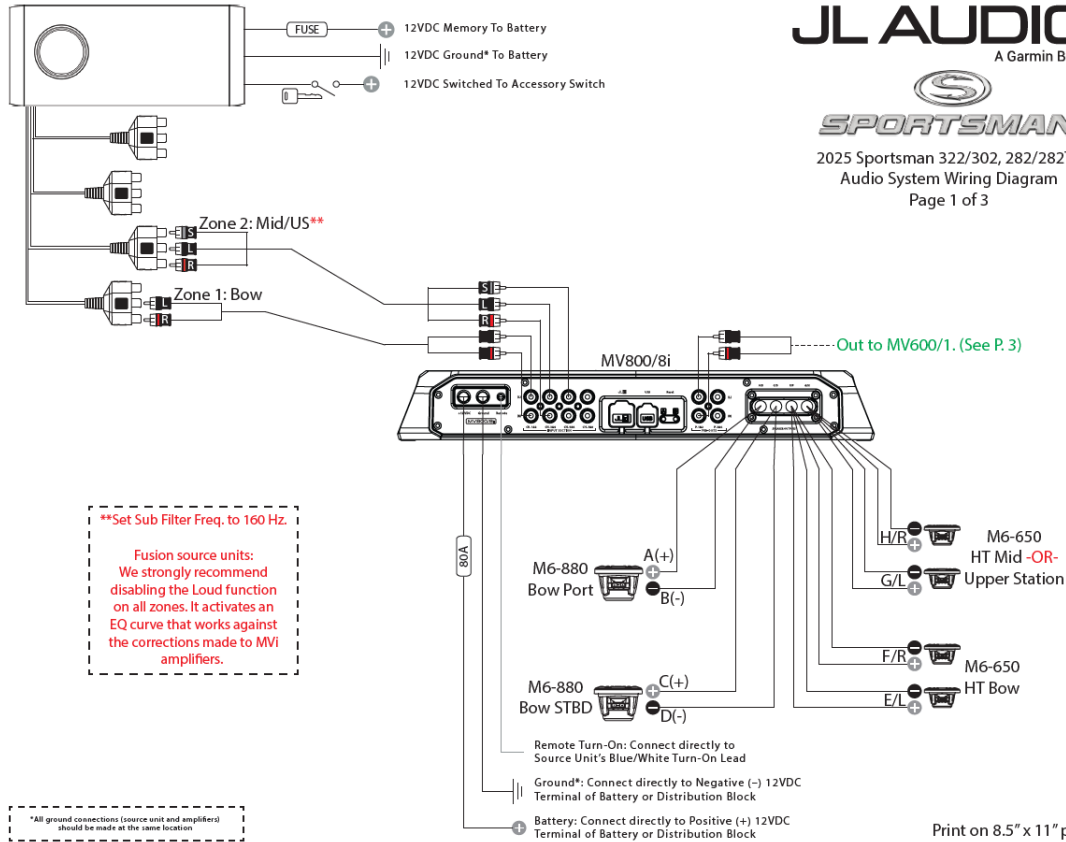 FUSE
12VDC Memory To Battery
12VDC Ground* To Battery
12VDC Switched To Accessory Switch
JL AUDIO
A Garmin B
SPORTSMAN
2025 Sportsman 322/302, 282/282
Audio System Wiring Diagram
Page 1 of 3
Zone 2: Mid/US**
S
L
R
Zone 1: Bow
L
R
S
L
R
Out to MV600/1. (See P. 3)
MV800/8i
**Set Sub Filter Freq. to 160 Hz.
Fusion source units:
We strongly recommend
disabling the Loud function
on all zones. It activates an
EQ curve that works against
the corrections made to MVi
amplifiers.
80A
M6-880
Bow Port
A(+)
B(-)
M6-880
Bow STBD
C(+)
D(-)
H/R
G/L
M6-650
HT Mid -OR-
Upper Station
F/R
E/L
M6-650
HT Bow
Remote Turn-On: Connect directly to
Source Unit's Blue/White Turn-On Lead
Ground*: Connect directly to Negative (–) 12VDC
Terminal of Battery or Distribution Block
Battery: Connect directly to Positive (+) 12VDC
Terminal of Battery or Distribution Block
*All ground connections (source unit and amplifiers)
should be made at the same location
Print on 8.5" x 11" p